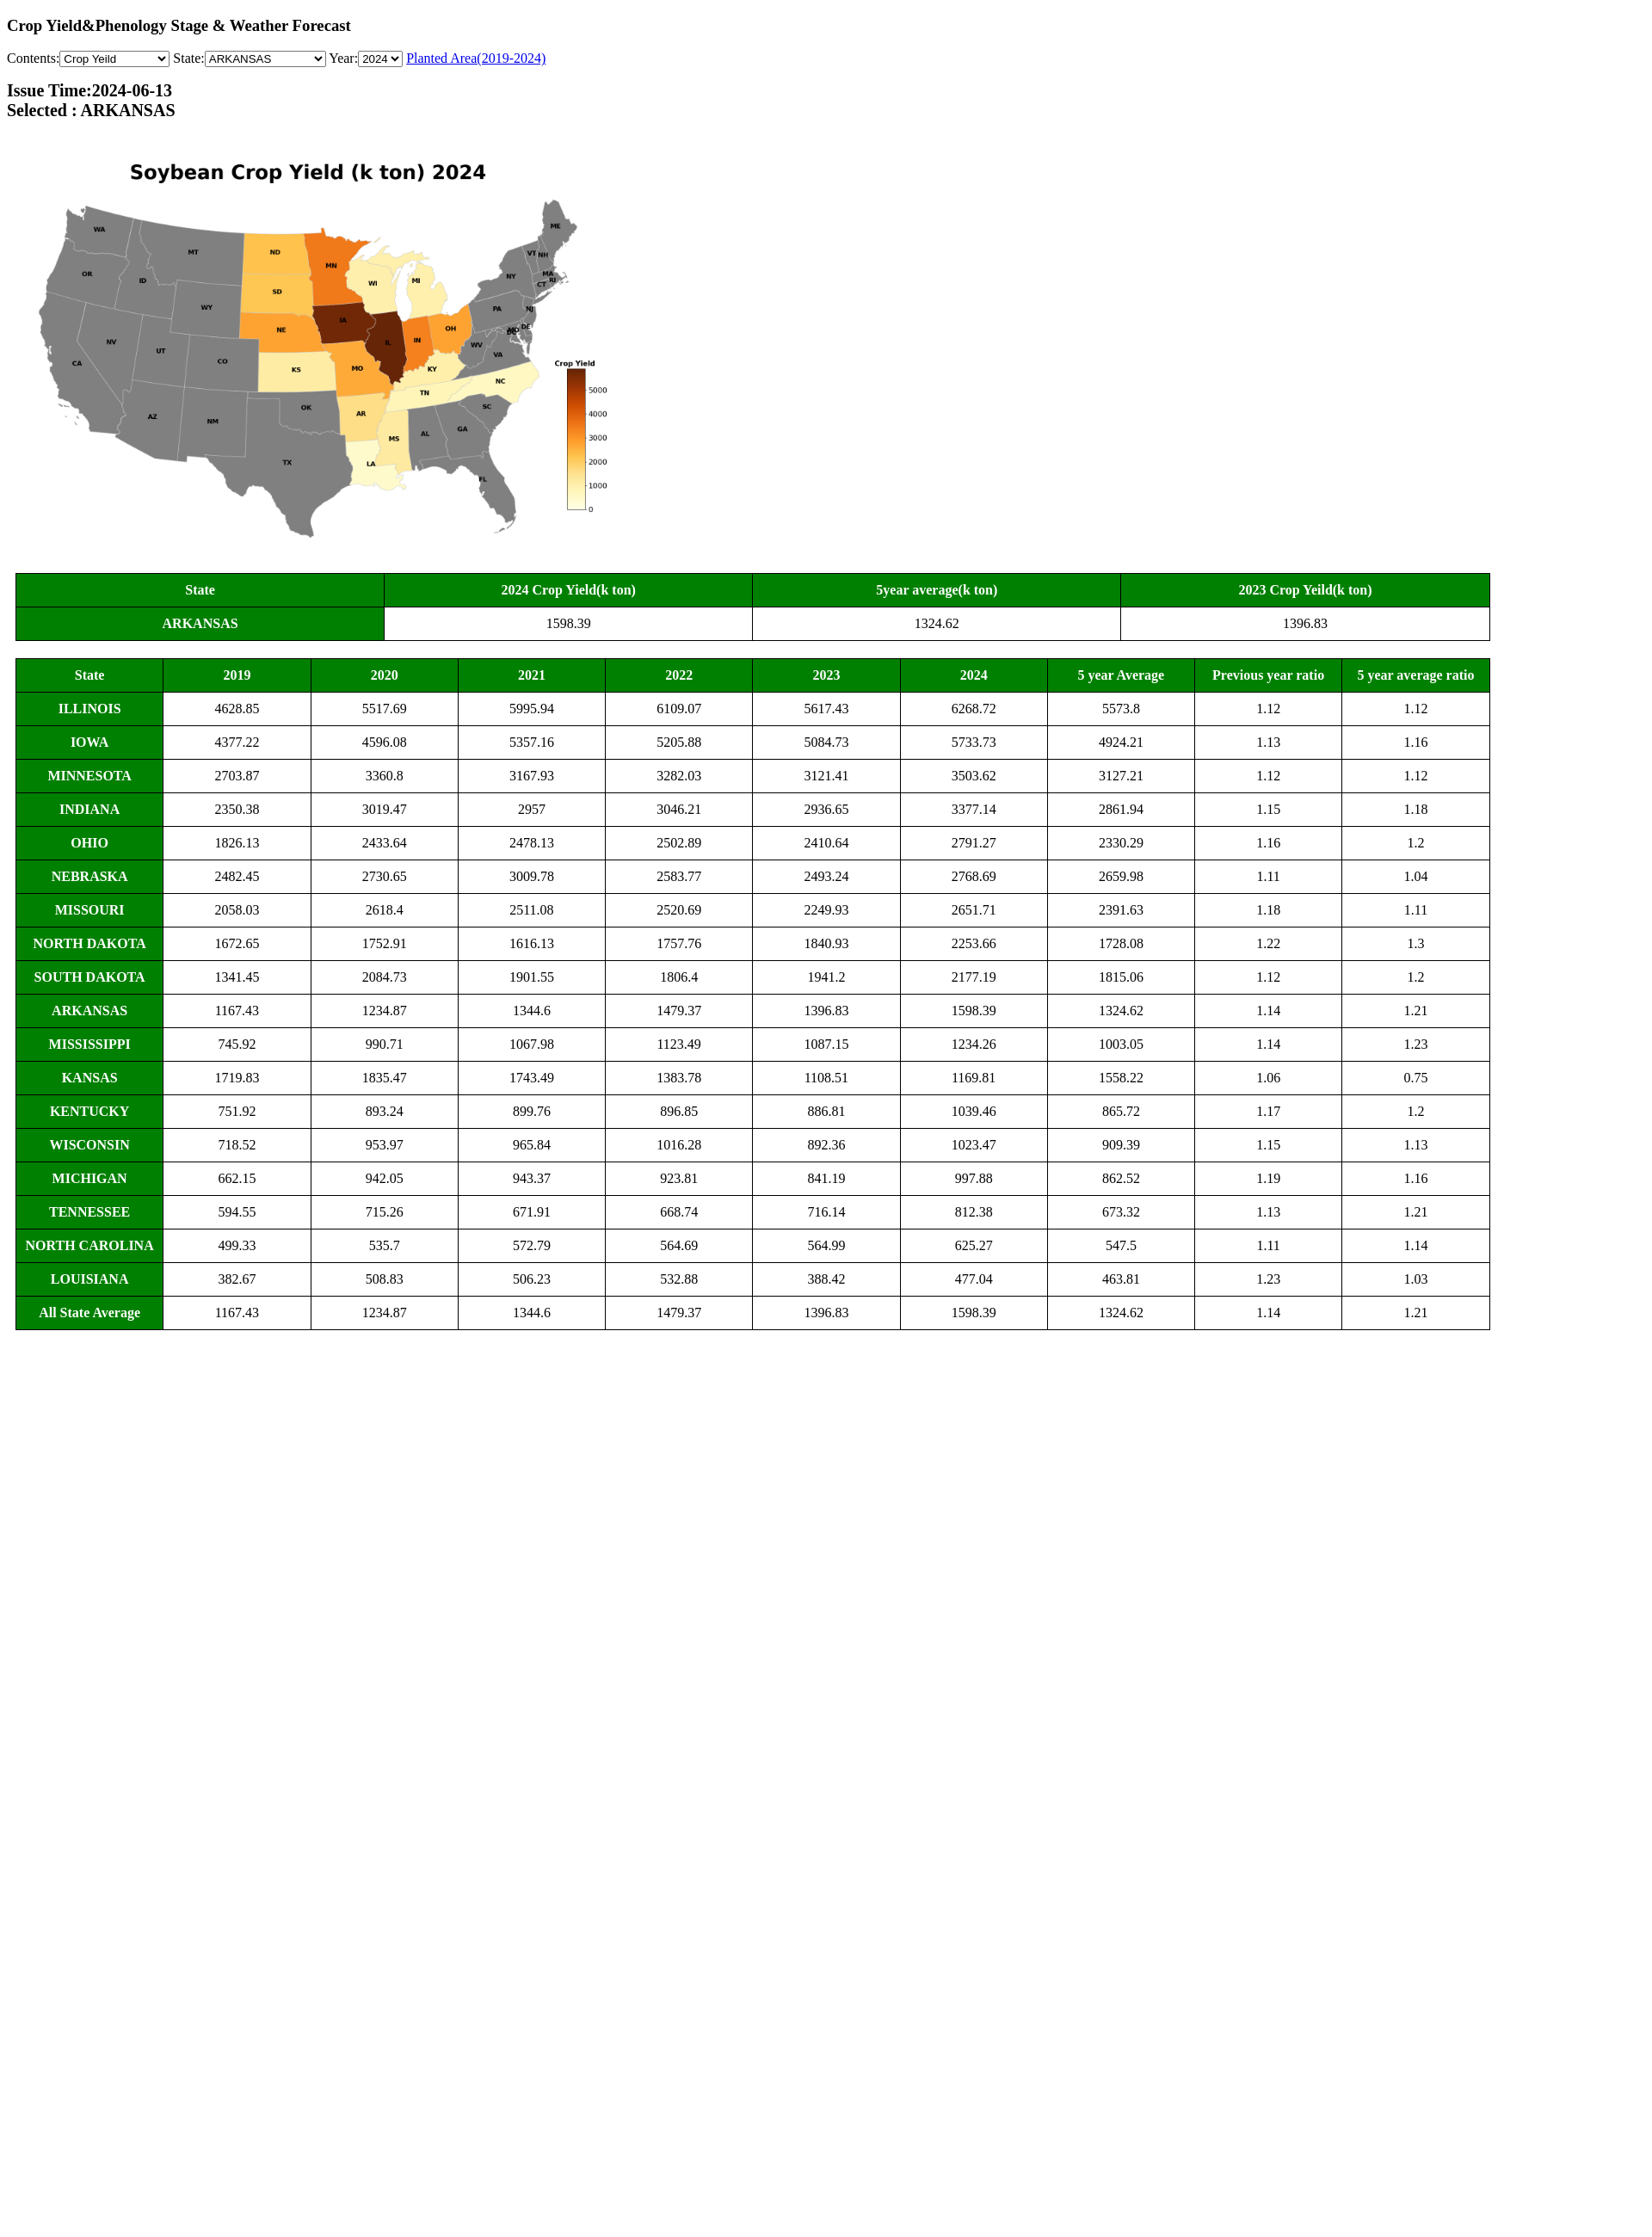 Crop Yield&Phenology Stage & Weather Forecast
Contents: Crop Yeild State: ARKANSAS Year: 2024 Planted Area(2019-2024)
Issue Time:2024-06-13
Selected : ARKANSAS
Soybean Crop Yield (k ton) 2024
WA
ME
MT
ND
VT NH
MN
OR
MA
NY
RI
ID
WI
MI
CT
SD
WY
PA
NJ
IA
NE
OH
DE
MD
NV
IN
IL
WV
UT
VA
CO
CA
KS
MO
KY
Crop Yield
NC
TN
5000
OK
SC
AR
4000
AZ
NM
GA
AL
MS
3000
TX
LA
2000
FL
1000
0
State 2024 Crop Yield(k ton) 5year average(k ton) 2023 Crop Yeild(k ton)
ARKANSAS 1598.39 1324.62 1396.83
State 2019 2020 2021 2022 2023 2024 5 year Average Previous year ratio 5 year average ratio
ILLINOIS 4628.85 5517.69 5995.94 6109.07 5617.43 6268.72 5573.8 1.12 1.12
IOWA 4377.22 4596.08 5357.16 5205.88 5084.73 5733.73 4924.21 1.13 1.16
MINNESOTA 2703.87 3360.8 3167.93 3282.03 3121.41 3503.62 3127.21 1.12 1.12
INDIANA 2350.38 3019.47 2957 3046.21 2936.65 3377.14 2861.94 1.15 1.18
OHIO 1826.13 2433.64 2478.13 2502.89 2410.64 2791.27 2330.29 1.16 1.2
NEBRASKA 2482.45 2730.65 3009.78 2583.77 2493.24 2768.69 2659.98 1.11 1.04
MISSOURI 2058.03 2618.4 2511.08 2520.69 2249.93 2651.71 2391.63 1.18 1.11
NORTH DAKOTA 1672.65 1752.91 1616.13 1757.76 1840.93 2253.66 1728.08 1.22 1.3
SOUTH DAKOTA 1341.45 2084.73 1901.55 1806.4 1941.2 2177.19 1815.06 1.12 1.2
ARKANSAS 1167.43 1234.87 1344.6 1479.37 1396.83 1598.39 1324.62 1.14 1.21
MISSISSIPPI 745.92 990.71 1067.98 1123.49 1087.15 1234.26 1003.05 1.14 1.23
KANSAS 1719.83 1835.47 1743.49 1383.78 1108.51 1169.81 1558.22 1.06 0.75
KENTUCKY 751.92 893.24 899.76 896.85 886.81 1039.46 865.72 1.17 1.2
WISCONSIN 718.52 953.97 965.84 1016.28 892.36 1023.47 909.39 1.15 1.13
MICHIGAN 662.15 942.05 943.37 923.81 841.19 997.88 862.52 1.19 1.16
TENNESSEE 594.55 715.26 671.91 668.74 716.14 812.38 673.32 1.13 1.21
NORTH CAROLINA 499.33 535.7 572.79 564.69 564.99 625.27 547.5 1.11 1.14
LOUISIANA 382.67 508.83 506.23 532.88 388.42 477.04 463.81 1.23 1.03
All State Average 1167.43 1234.87 1344.6 1479.37 1396.83 1598.39 1324.62 1.14 1.21